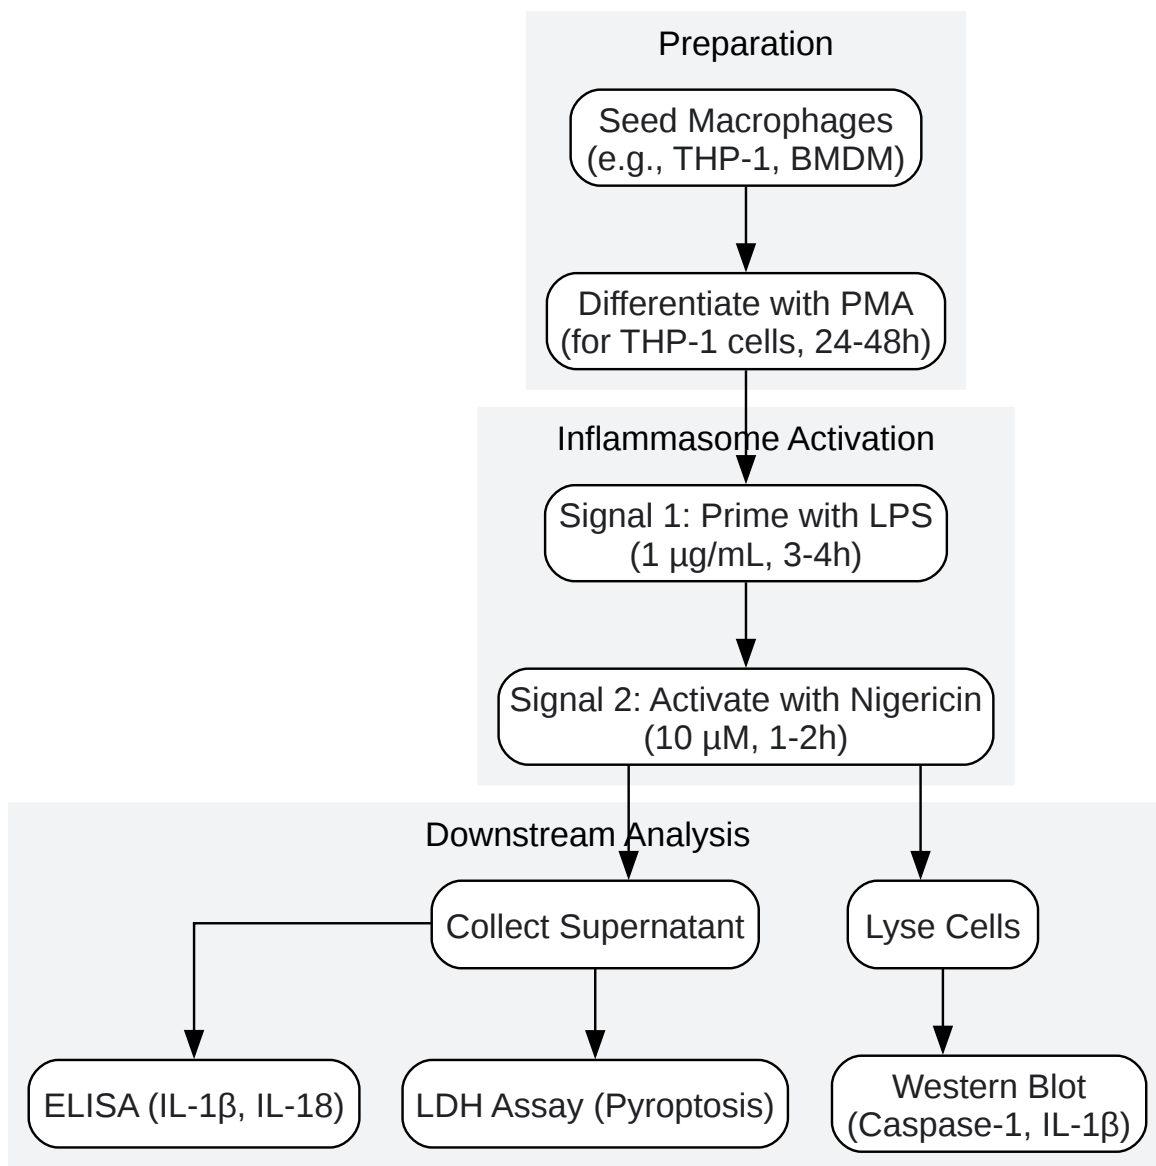 Preparation
Seed Macrophages
(e.g., THP-1, BMDM)
Differentiate with PMA
(for THP-1 cells, 24-48h)
Inflammasome Activation
Signal 1: Prime with LPS
(1 µg/mL, 3-4h)
Signal 2: Activate with Nigericin
(10 µM, 1-2h)
Downstream Analysis
Collect Supernatant
Lyse Cells
ELISA (IL-1β, IL-18)
LDH Assay (Pyroptosis)
Western Blot
(Caspase-1, IL-1β)